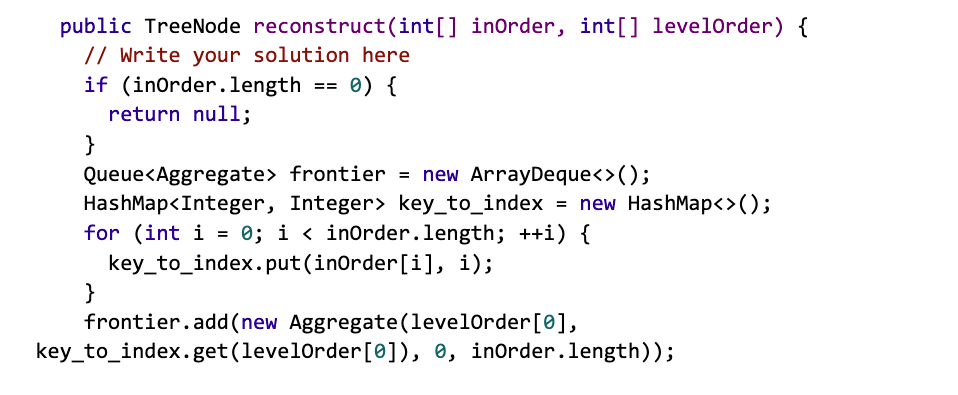 public TreeNode reconstruct(int[] inOrder, int[] levelOrder) {
// Write your solution here
if (inOrder.length == 0) {
return null;
}
Queue<Aggregate> frontier = new ArrayDeque<>();
HashMap<Integer, Integer> key_to_index = new HashMap<>();
for (int i = 0; i < inOrder.length; ++i) {
key_to_index.put(inOrder[i], i);
}
frontier.add(new Aggregate(levelOrder[0],
key_to_index.get(levelOrder[0]), 0, inOrder.length));